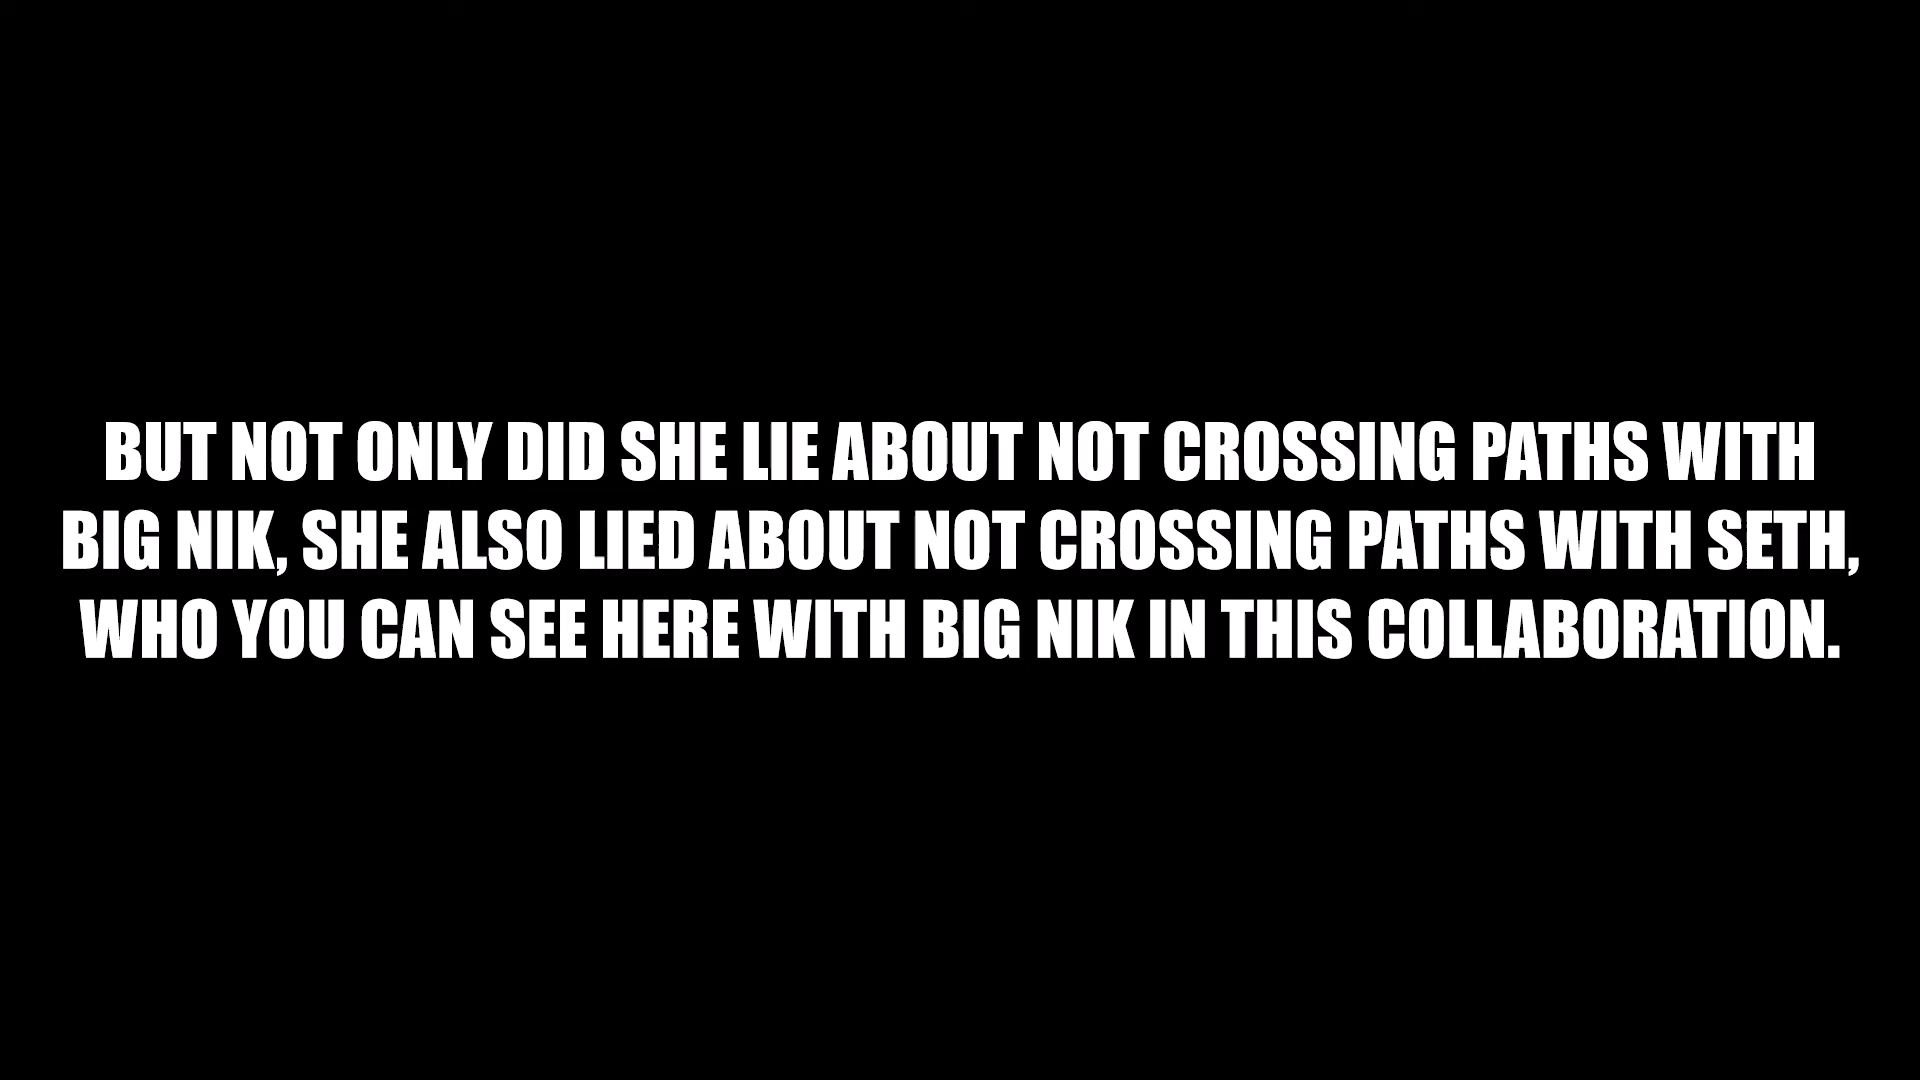 BUT NOT ONLY DID SHE LIE ABOUT NOT CROSSING PATHS WITH
BIG NIK, SHE ALSO LIED ABOUT NOT CROSSING PATHS WITH SETH,
WHO YOU CAN SEE HERE WITH BIG NIK IN THIS COLLABORATION.